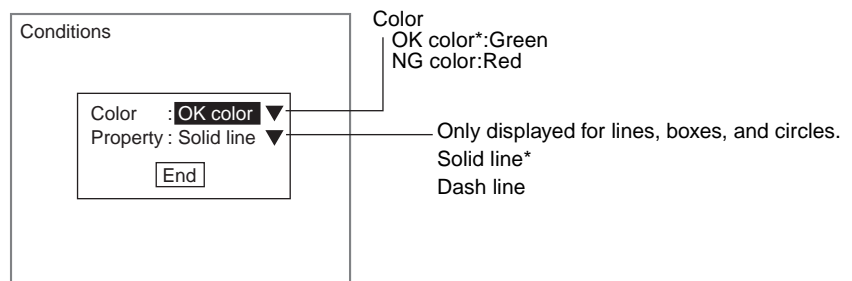 Conditions
Color : OK color ▼
Property : Solid line ▼
End
Color
OK color*:Green
NG color:Red
Only displayed for lines, boxes, and circles.
Solid line*
Dash line